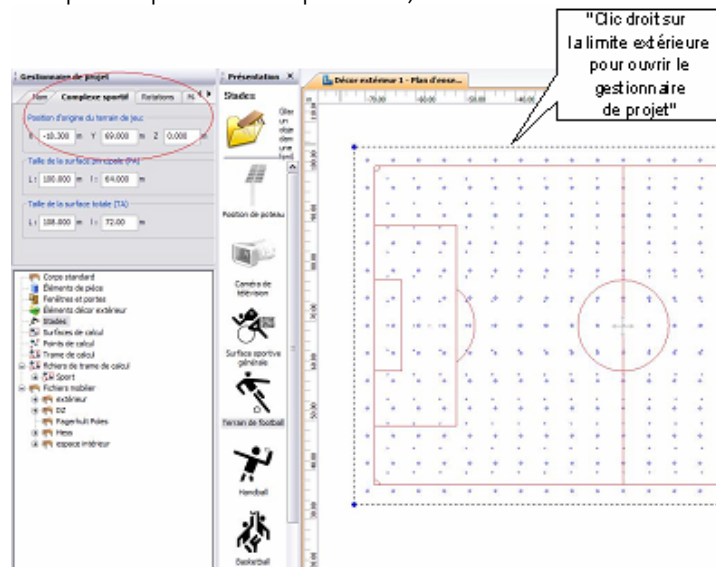 "Clic droit sur
la limite extérieure
pour ouvrir le
gestionnaire
de projet"
Gestionnaire de projet
Nom Complexe sportif Rotations
Position d'origine du terrain de jeu:
X -18.300 m Y 69.000 m Z 0.000 m
Taille de la surface principale (PA)
L: 100.000 m l: 64.000 m
Taille de la surface totale (TA)
L: 108.000 m l: 72.00 m
Corps standard
Éléments de pièce
Fenêtres et portes
Éléments décor extérieur
Stades
Surfaces de calcul
Points de calcul
Trame de calcul
fichiers de trame de calcul
Sport
Fichiers mobilier
extérieur
DZ
Fagerhult Poles
Hess
espace intérieur
Présentation X
Stades
Position de poteau
Caméra de
télévision
Surface sportive
générale
Terrain de football
Handball
Basketball
Décor extérieur 1 - Plan d'ense...